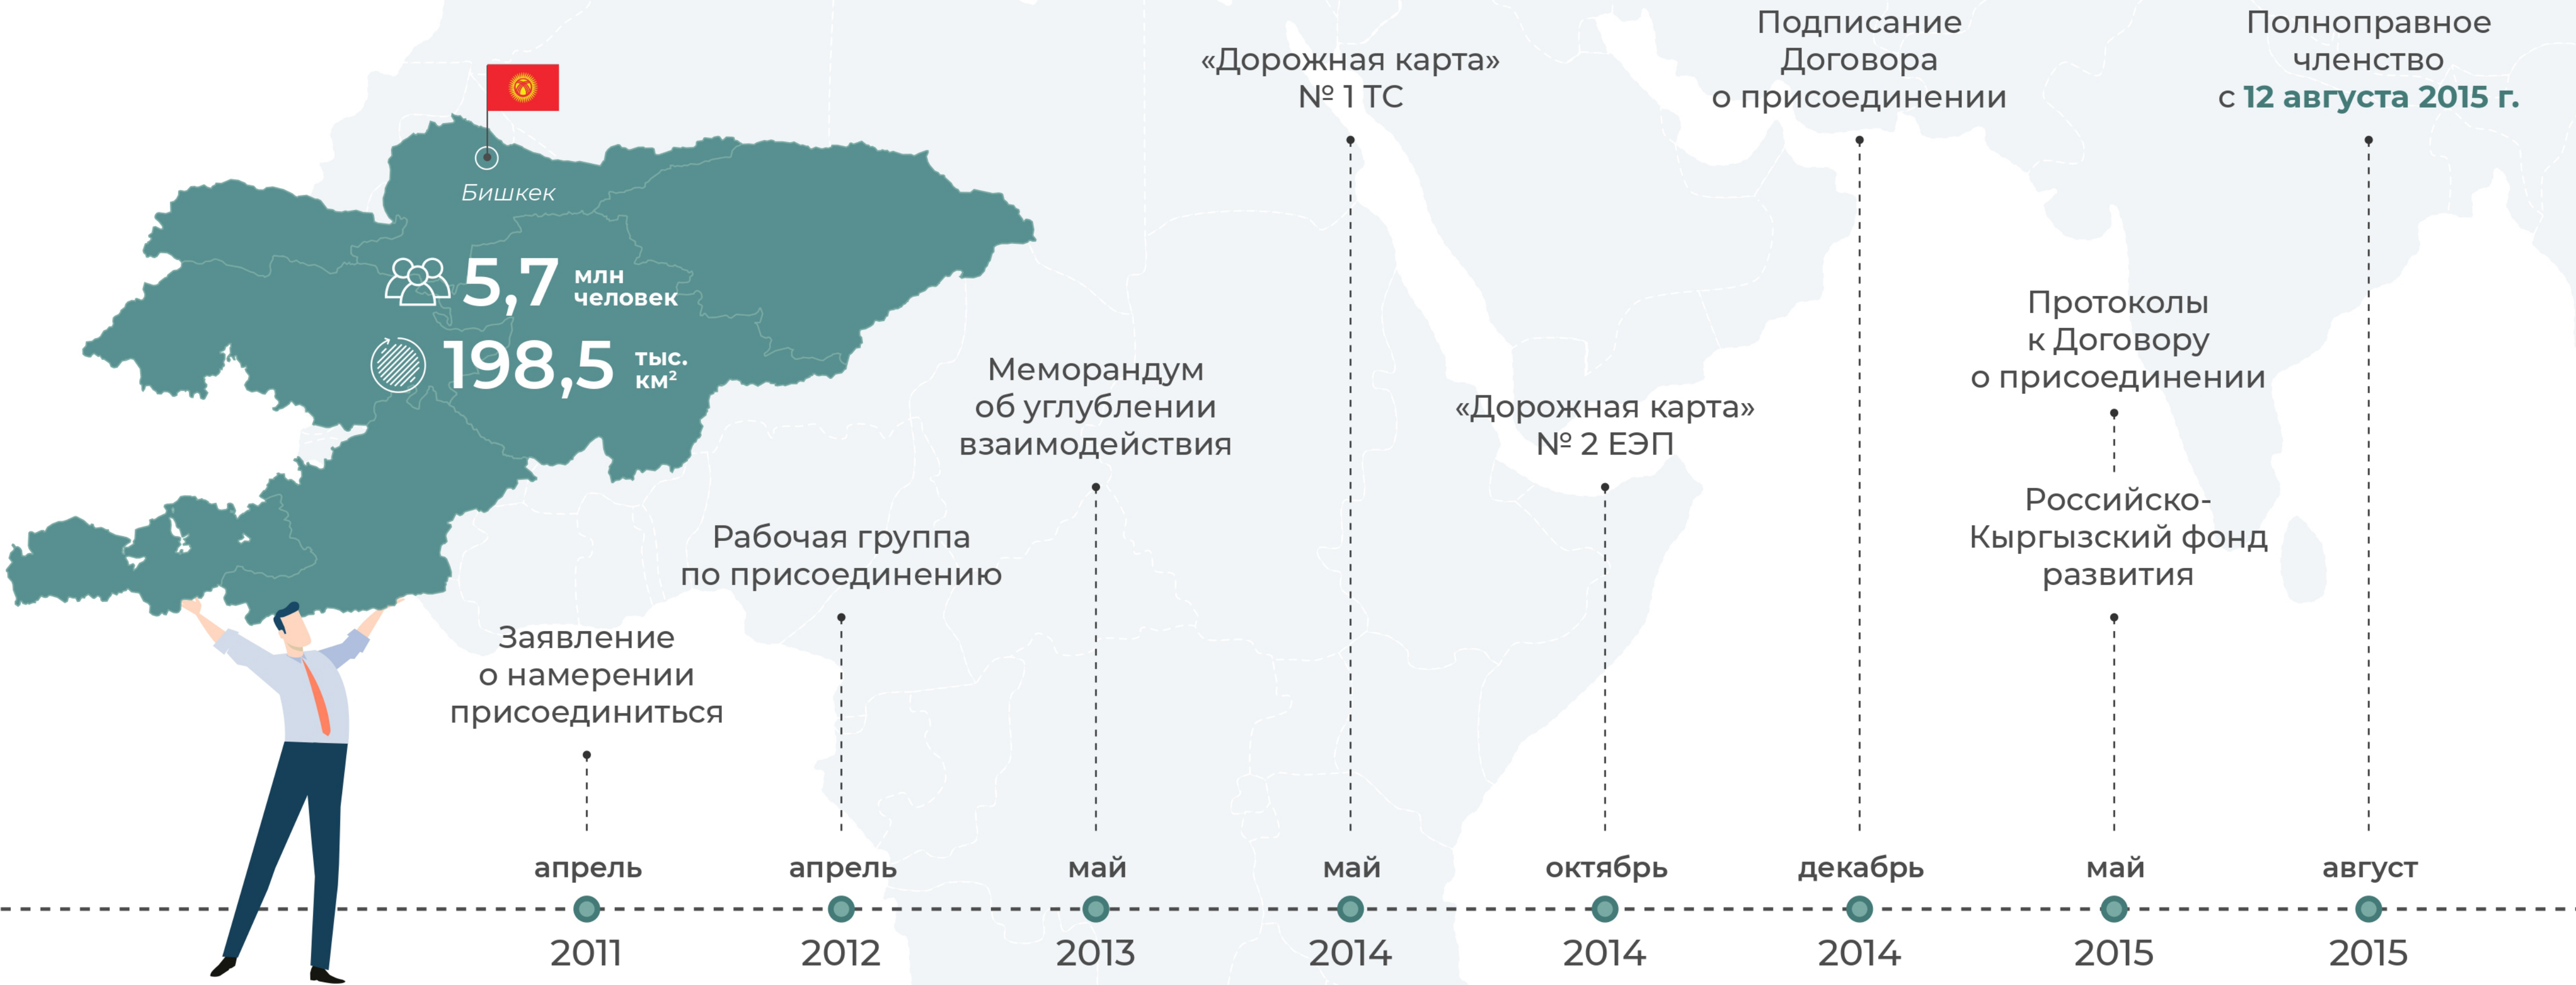 Бишкек
5,7 млн
человек
198,5 тыс.
км²
Заявление
о намерении
присоединиться
апрель
2011
Рабочая группа
по присоединению
апрель
2012
Меморандум
об углублении
взаимодействия
май
2013
«Дорожная карта»
№ 1 ТС
май
2014
«Дорожная карта»
№ 2 ЕЭП
октябрь
2014
Подписание
Договора
о присоединении
декабрь
2014
Протоколы
к Договору
о присоединении
Российско-
Кыргызский фонд
развития
май
2015
Полноправное
членство
с 12 августа 2015 г.
август
2015